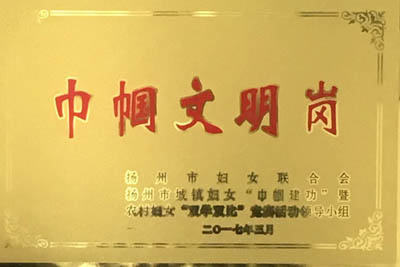 巾帼文明岗
扬州市妇女联合会
扬州市城镇妇女“巾帼建功”暨
农村妇女“双学双比”竞赛活动领导小组
二〇一七年三月